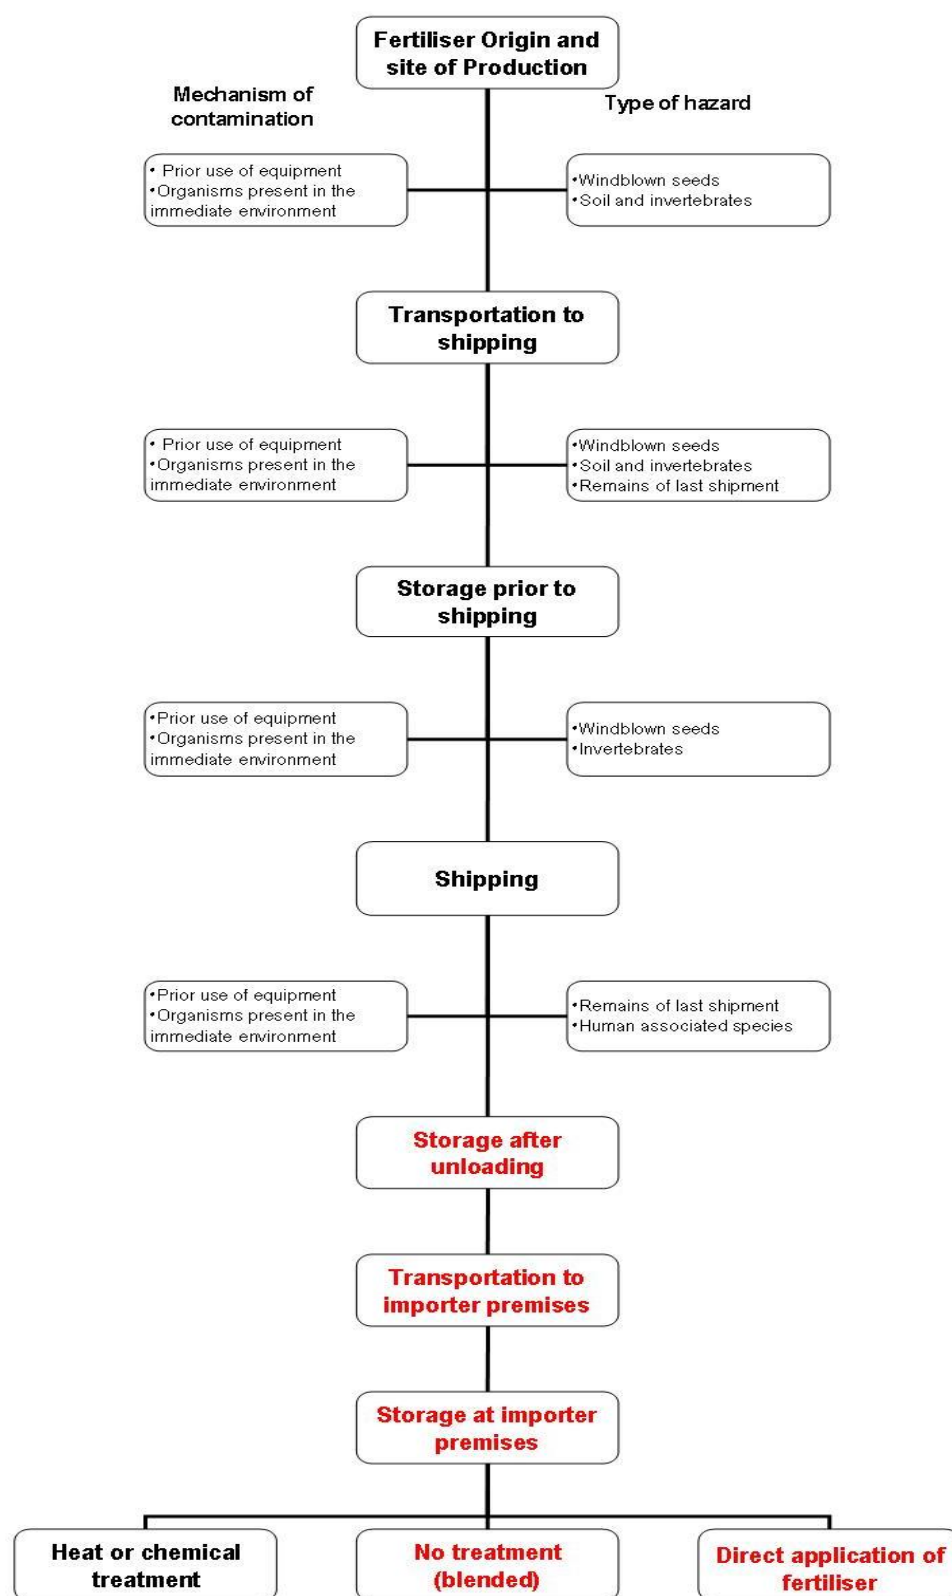 Fertiliser Origin and
site of Production
Mechanism of
contamination
Type of hazard
• Prior use of equipment
•Organisms present in the
immediate environment
•Windblown seeds
•Soil and invertebrates
Transportation to
shipping
• Prior use of equipment
•Organisms present in the
immediate environment
•Windblown seeds
•Soil and invertebrates
•Remains of last shipment
Storage prior to
shipping
•Prior use of equipment
•Organisms present in the
immediate environment
•Windblown seeds
•Invertebrates
Shipping
•Prior use of equipment
•Organisms present in the
immediate environment
•Remains of last shipment
•Human associated species
Storage after
unloading
Transportation to
importer premises
Storage at importer
premises
Heat or chemical
treatment
No treatment
(blended)
Direct application of
fertiliser